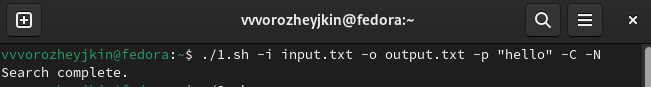 vvvorozheyjkin@fedora:~
vvvorozheyjkin@fedora:~$ ./1.sh -i input.txt -o output.txt -p "hello" -C -N
Search complete.